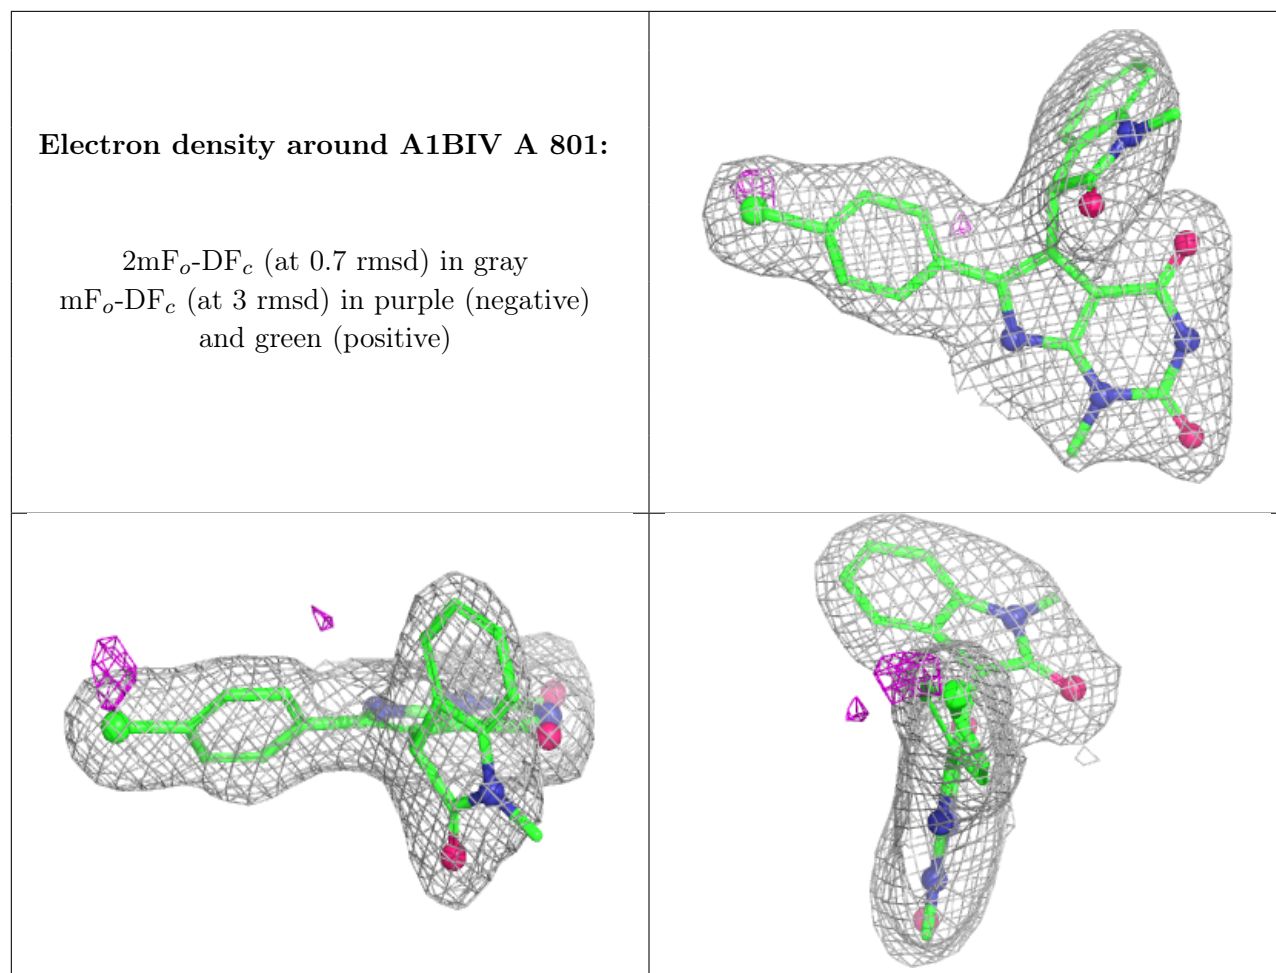 Electron density around A1BIV A 801:
2mFo-DFc (at 0.7 rmsd) in gray
mFo-DFc (at 3 rmsd) in purple (negative)
and green (positive)